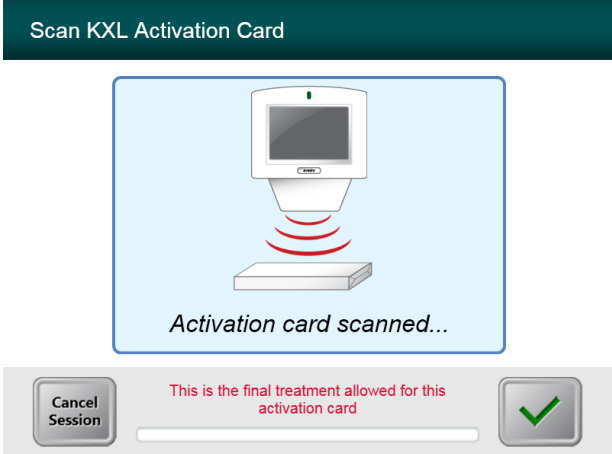 Scan KXL Activation Card
Activation card scanned...
Cancel
Session
This is the final treatment allowed for this
activation card